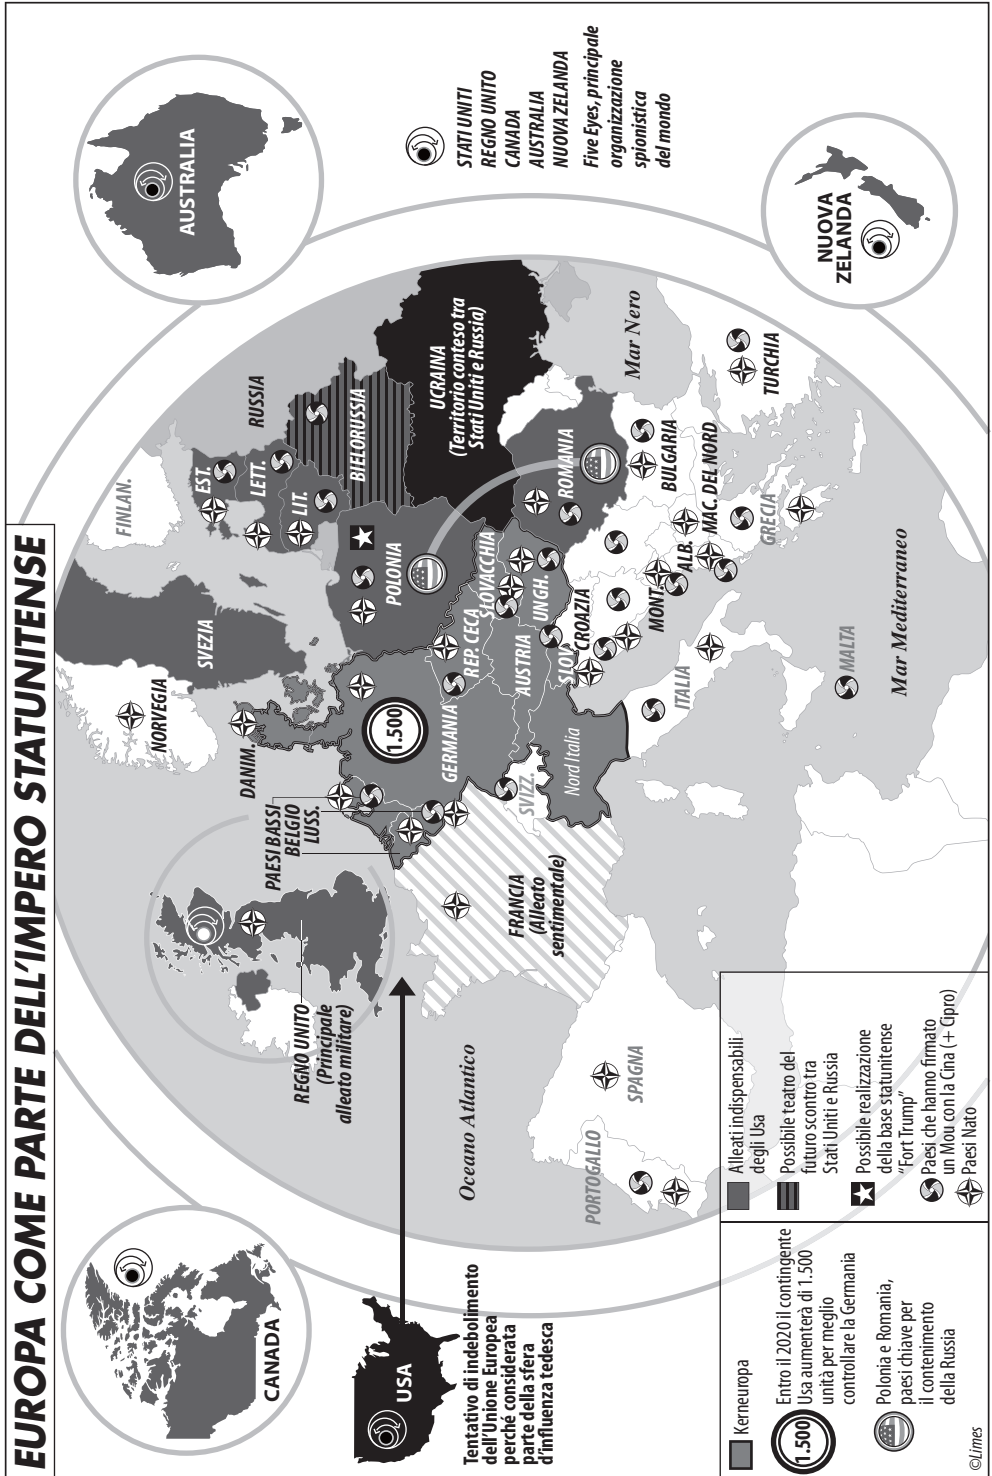 EUROPA COME PARTE DELL'IMPERO STATUNITENSE
CANADA
USA
Tentativo di indebolimento
dell'Unione Europea
perché considerata
parte della sfera
d'influenza tedesca
AUSTRALIA
NUOVA
ZELANDA
STATI UNITI
REGNO UNITO
CANADA
AUSTRALIA
NUOVA ZELANDA
Five Eyes, principale
organizzazione
spionistica
del mondo
NORVEGIA
SVEZIA
FINLAN.
RUSSIA
EST.
LETT.
LIT.
BIELORUSSIA
UCRAINA
(Territorio conteso tra
Stati Uniti e Russia)
DANIM.
PAESI BASSI
BELGIO
LUSS.
REGNO UNITO
(Principale
alleato militare)
1.500
GERMANIA
POLONIA
REP. CECA
SLOVACCHIA
UNGH.
AUSTRIA
SLOV.
CROAZIA
ROMANIA
BULGARIA
MAC. DEL NORD
MONT.
ALB.
GRECIA
TURCHIA
Mar Nero
FRANCIA
(Alleato
sentimentale)
SVIZZ.
Nord Italia
ITALIA
MALTA
Mar Mediterraneo
Oceano Atlantico
PORTOGALLO
SPAGNA
Kerneuropa
1.500
Entro il 2020 il contingente
Usa aumenterà di 1.500
unità per meglio
controllare la Germania
Polonia e Romania,
paesi chiave per
il contenimento
della Russia
Alleati indispensabili
degli Usa
Possibile teatro del
futuro scontro tra
Stati Uniti e Russia
Possibile realizzazione
della base statunitense
"Fort Trump"
Paesi che hanno firmato
un Mou con la Cina (+ Cipro)
Paesi Nato
©Limes